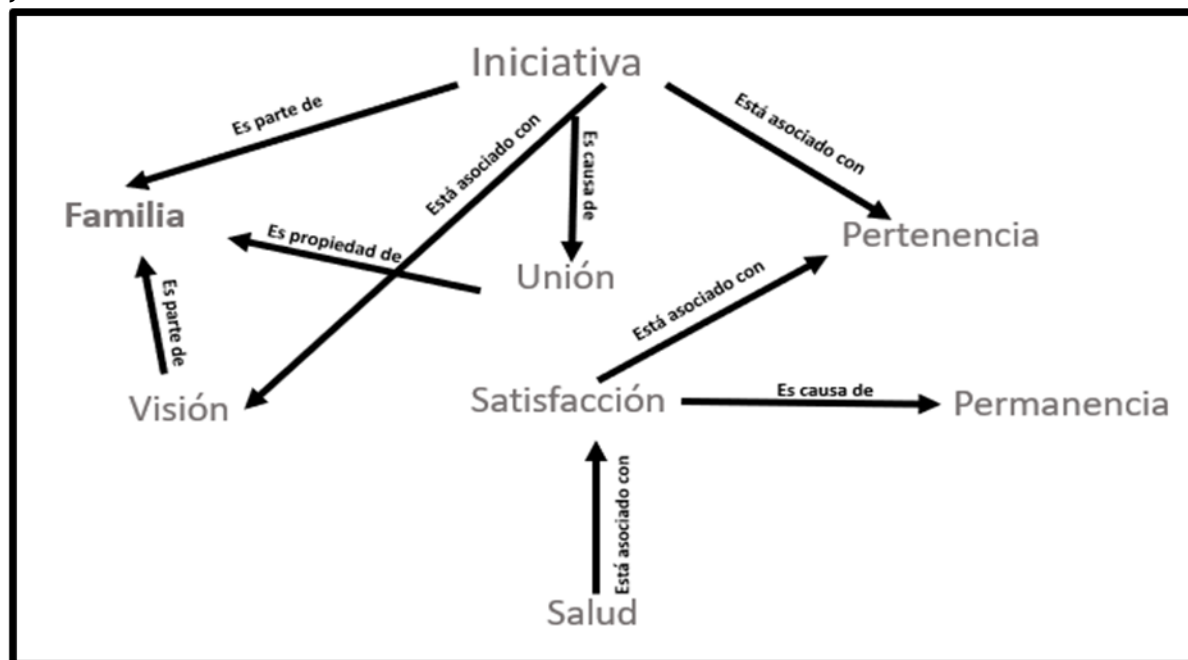 Iniciativa
Es parte de
Está asociado con
Está asociado con
Es causa de
Familia
Es propiedad de
Pertenencia
Unión
Es parte de
Está asociado con
Visión
Satisfacción
Es causa de
Permanencia
Está asociado con
Salud